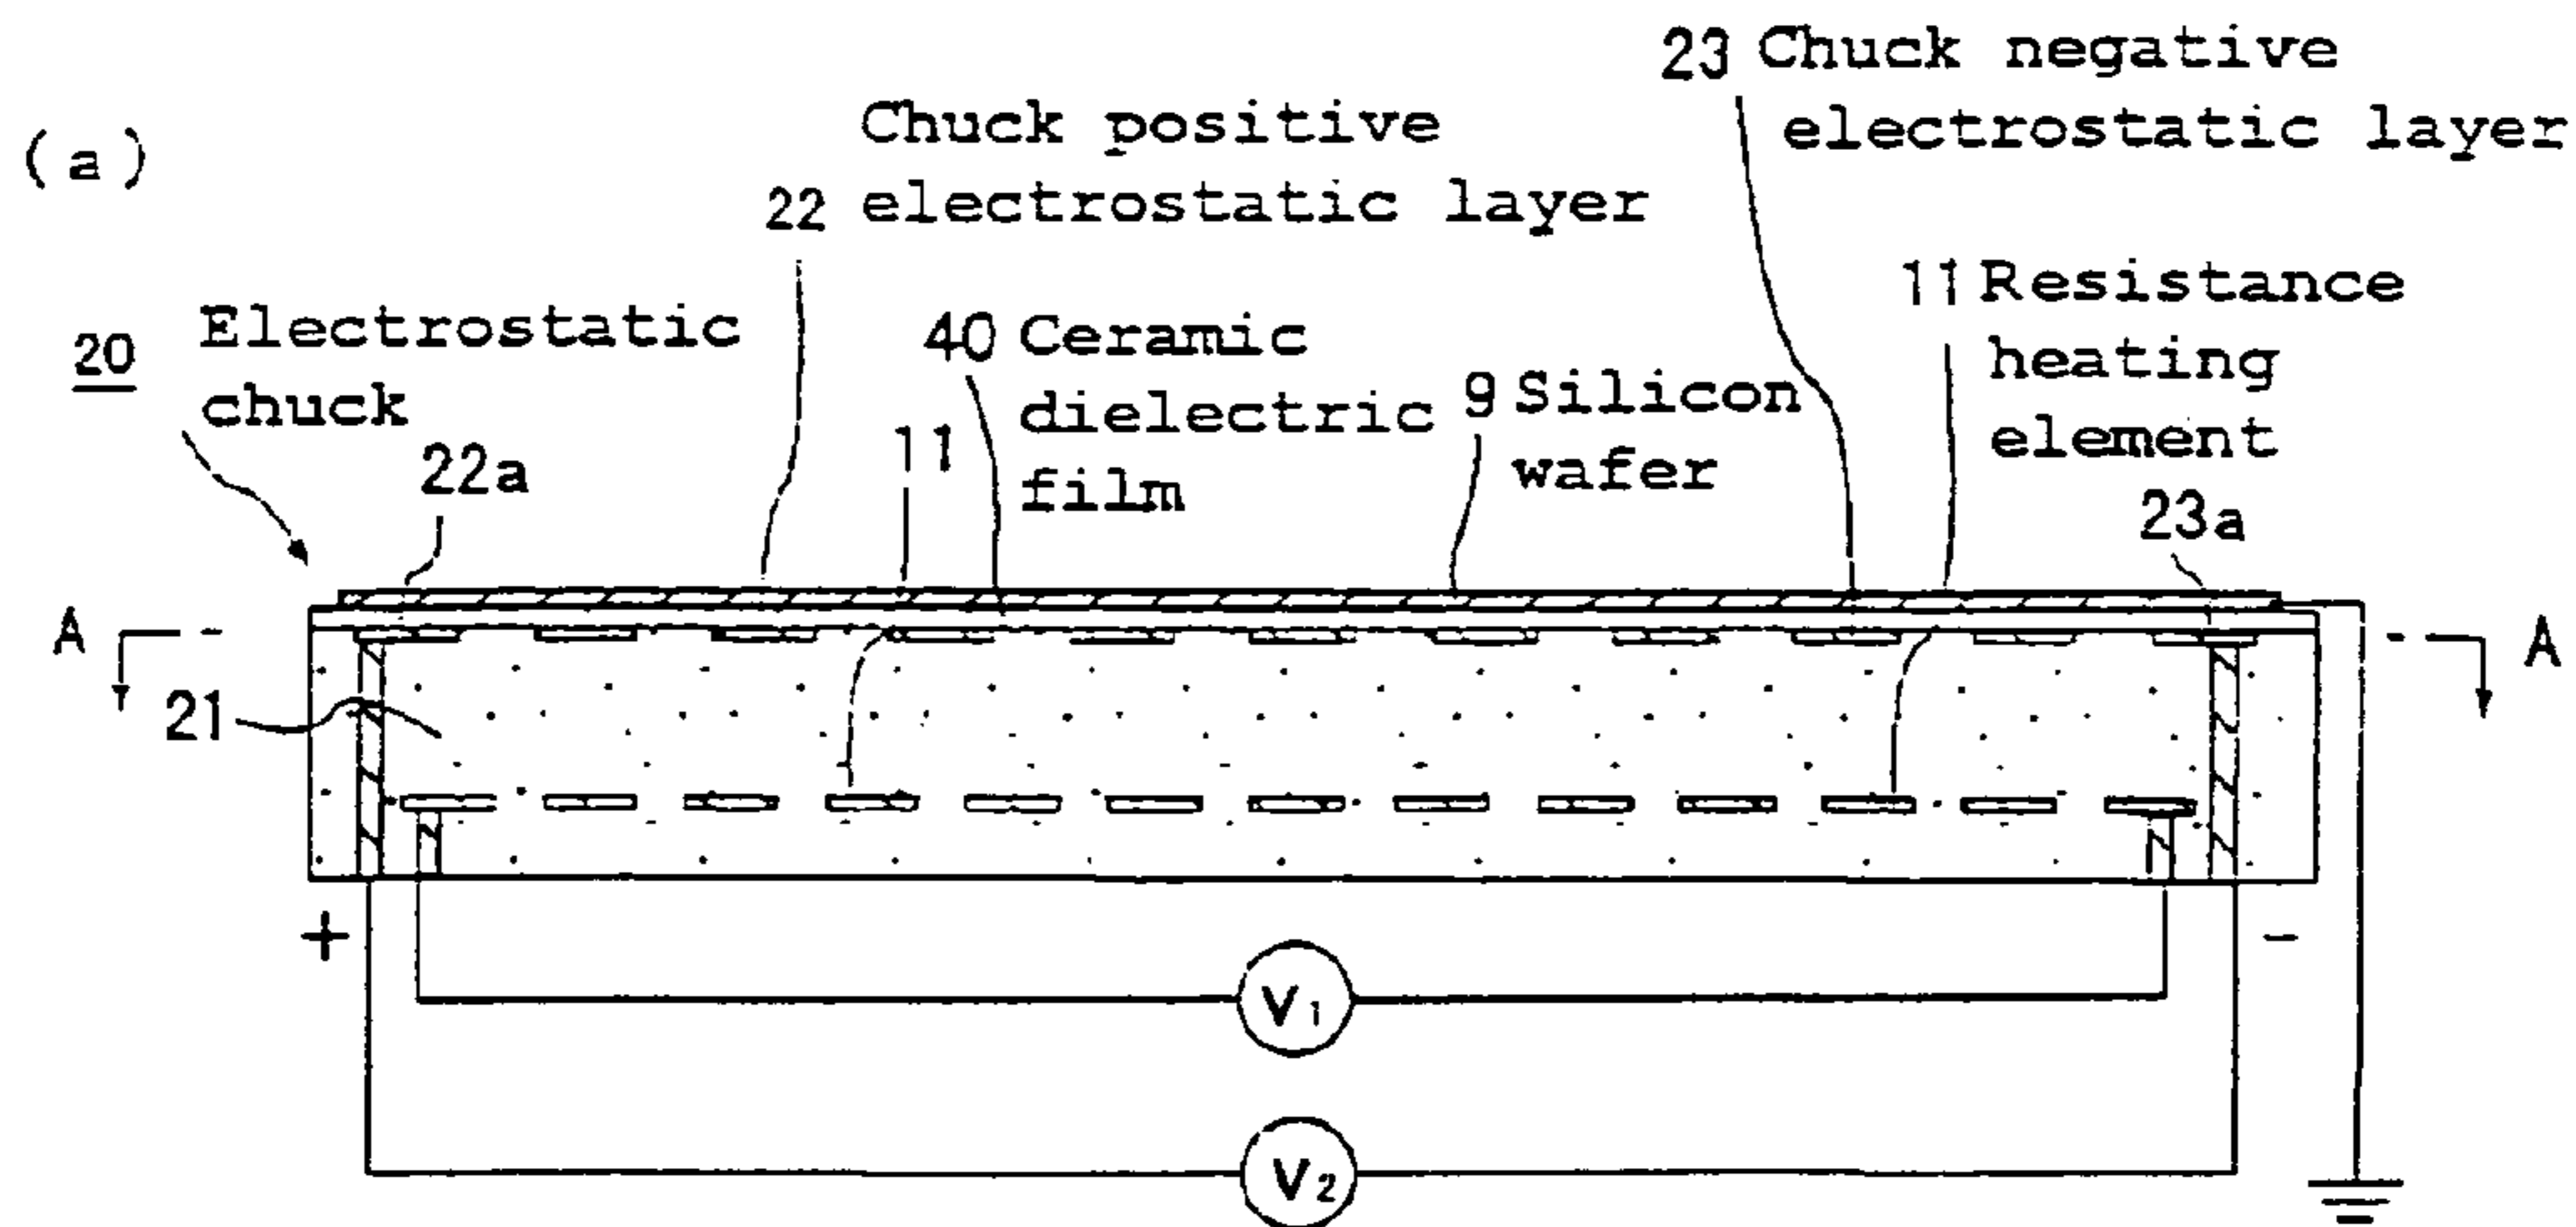 (a)
23 Chuck negative
electrostatic layer
Chuck positive
22 electrostatic layer
11 Resistance
heating
element
20 Electrostatic
chuck
40 Ceramic
dielectric
film
9 Silicon
wafer
22a
11
23a
A
A
21
+
-
V1
V2